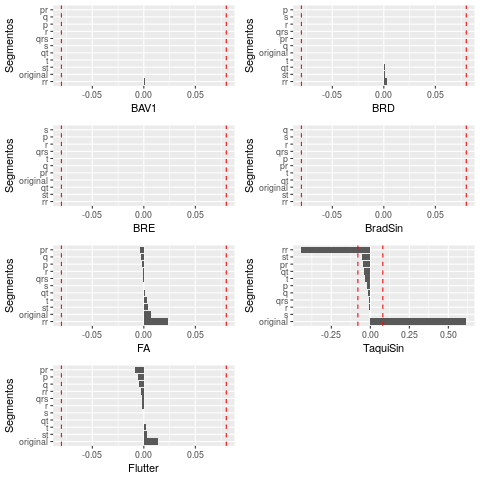 pr
q
p
r
qrs
s
qt
t
st
original
rr
Segmentos
-0.05 0.00 0.05
BAV1
p
s
r
pr
qrs
q
original
t
qt
st
rr
Segmentos
-0.05 0.00 0.05
BRD
s
p
r
qrs
q
pr
original
qt
st
rr
Segmentos
-0.05 0.00 0.05
BRE
q
s
p
r
qrs
t
pr
original
qt
st
rr
Segmentos
-0.05 0.00 0.05
BradSin
pr
q
p
r
qrs
s
qt
t
st
original
rr
Segmentos
-0.05 0.00 0.05
FA
rr
st
pr
qt
t
p
q
qrs
r
s
original
Segmentos
-0.25 0.00 0.25 0.50
TaquiSin
pr
p
q
rr
qrs
r
s
qt
t
st
original
Segmentos
-0.05 0.00 0.05
Flutter